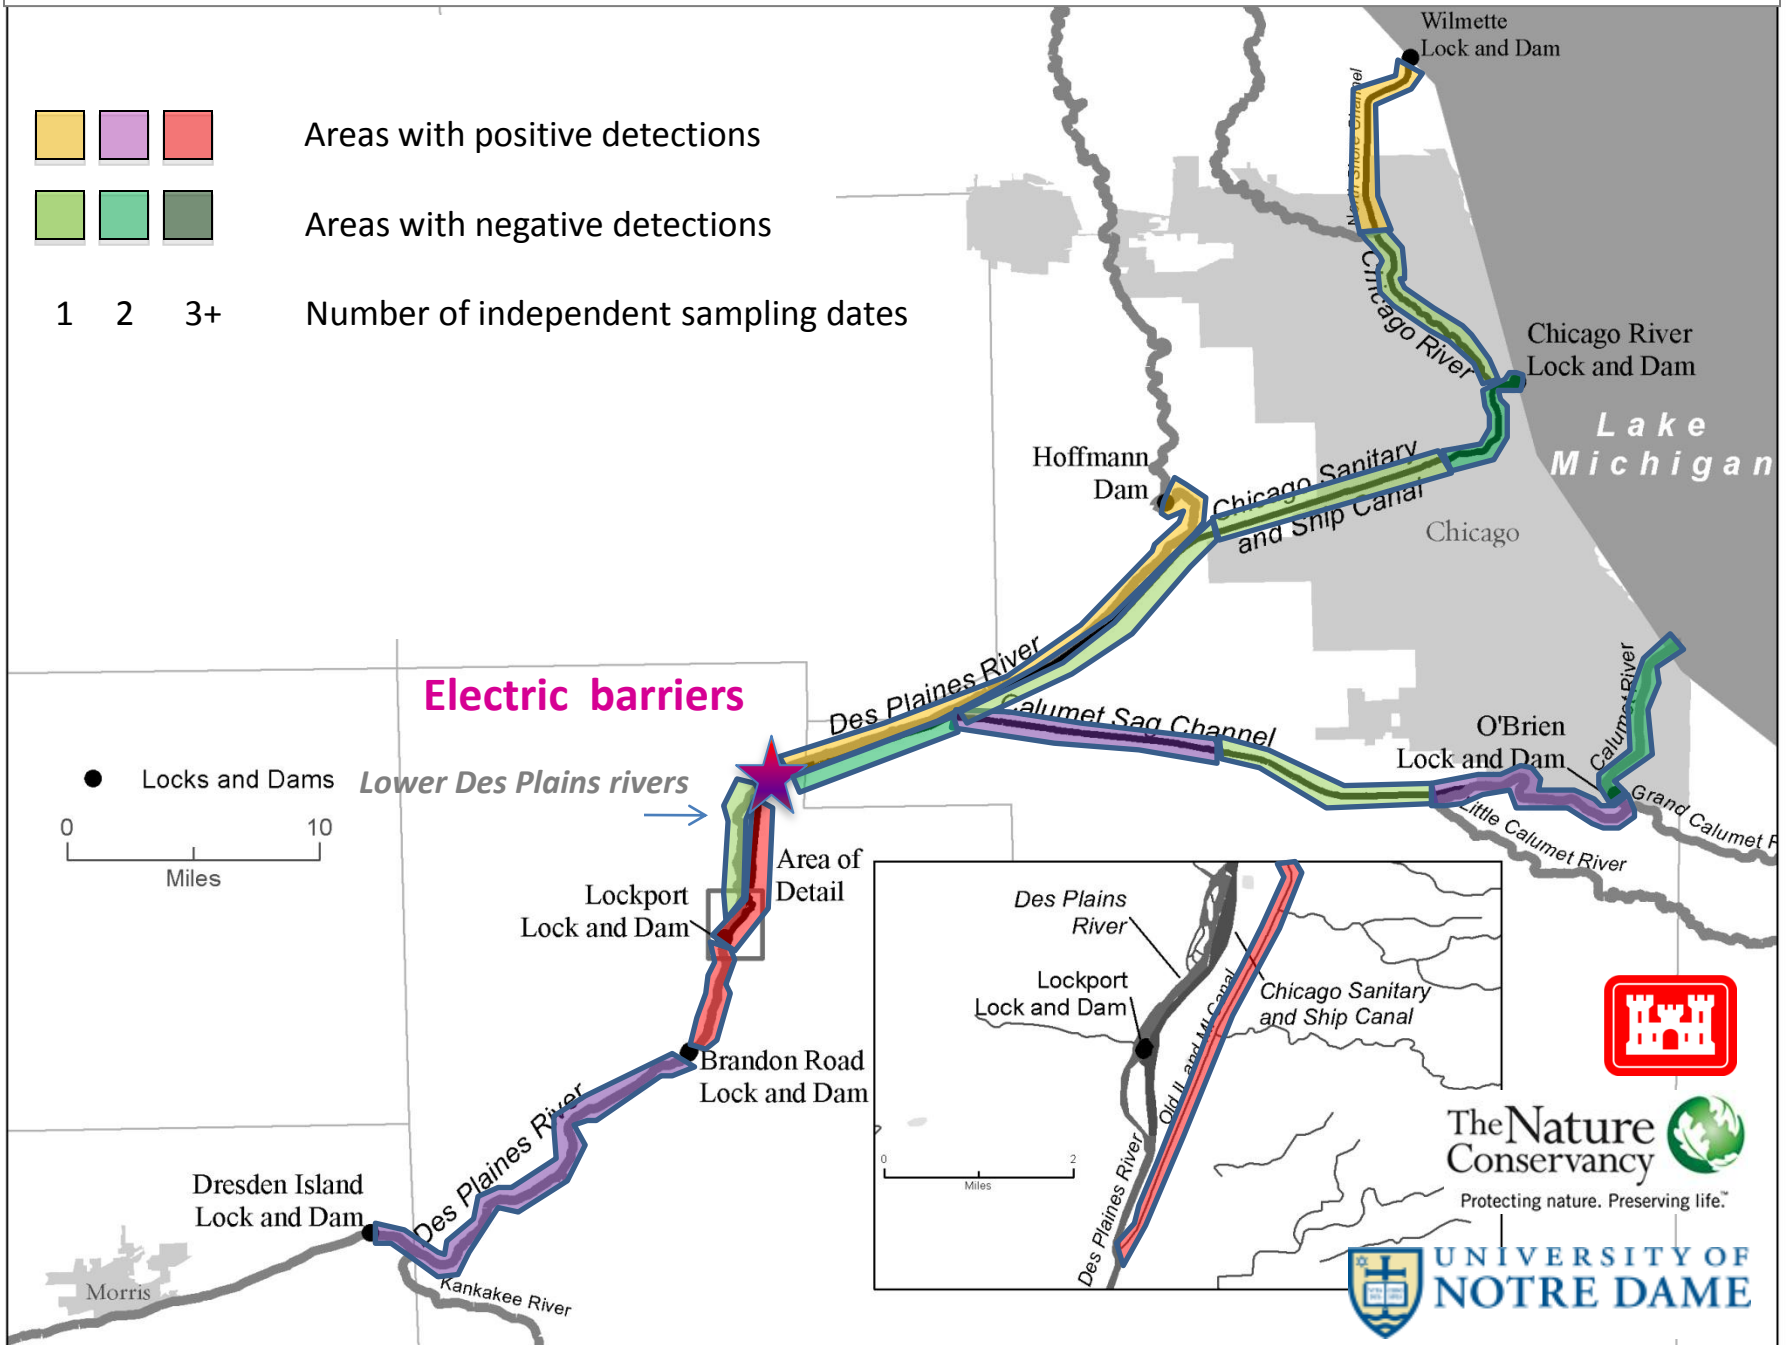 Wilmette
Lock and Dam
Areas with positive detections
Areas with negative detections
1 2 3+ Number of independent sampling dates
North Shore Channel
Chicago River
Chicago River
Lock and Dam
Lake
Michigan
Hoffmann
Dam
Chicago Sanitary
and Ship Canal
Chicago
Des Plaines River
Electric barriers
Calumet Sag Channel
Calumet River
O'Brien
Lock and Dam
Locks and Dams
Lower Des Plains rivers
0 10
Miles
Grand Calumet R
Little Calumet River
Area of
Detail
Lockport
Lock and Dam
Des Plains
River
Lockport
Lock and Dam
Chicago Sanitary
and Ship Canal
Old IL and MI Canal
Des Plaines River
0 2
Miles
Brandon Road
Lock and Dam
Des Plaines River
Dresden Island
Lock and Dam
Morris
Kankakee River
The Nature
Conservancy
Protecting nature. Preserving life.™
UNIVERSITY OF
NOTRE DAME